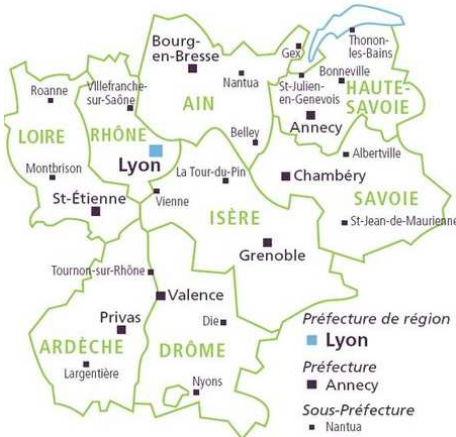 Bourg-
en-Bresse
Gex
Thonon-
les-Bains
Nantua
Bonneville
St-Julien-
en-Genevois
HAUTE-
SAVOIE
Roanne
Villefranche-
sur-Saône
AIN
Annecy
LOIRE
RHÔNE
Belley
Albertville
Lyon
Montbrison
La Tour-du-Pin
Chambéry
St-Étienne
Vienne
SAVOIE
ISÈRE
St-Jean-de-Maurienne
Grenoble
Tournon-sur-Rhône
Valence
Privas
Die
ARDÈCHE
DRÔME
Largentière
Nyons
Préfecture de région
Lyon
Préfecture
Annecy
Sous-Préfecture
Nantua